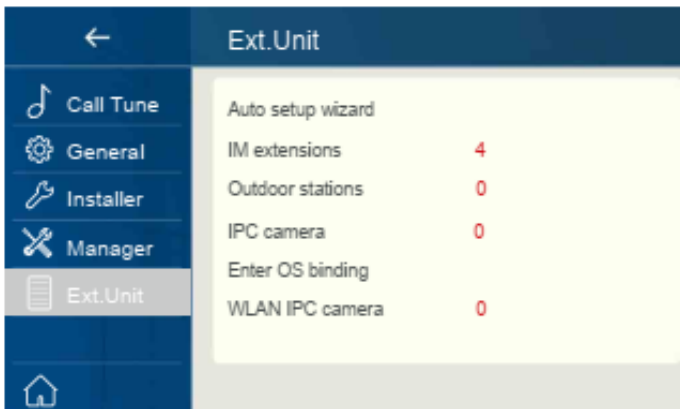 Ext.Unit
Call Tune
General
Installer
Manager
Ext.Unit
Auto setup wizard
IM extensions 4
Outdoor stations 0
IPC camera 0
Enter OS binding
WLAN IPC camera 0